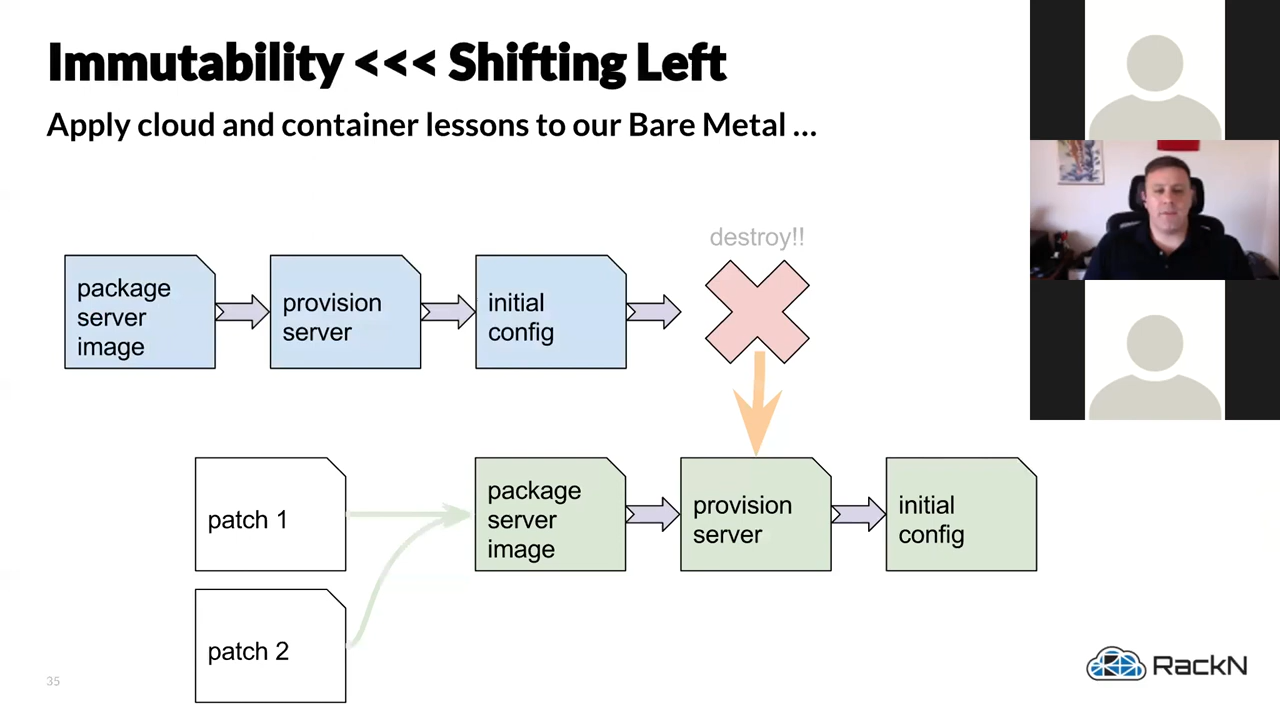 Immutability <<< Shifting Left
Apply cloud and container lessons to our Bare Metal ...
destroy!!
package
server
image
provision
server
initial
config
patch 1
package
server
image
provision
server
initial
config
patch 2
35
RackN